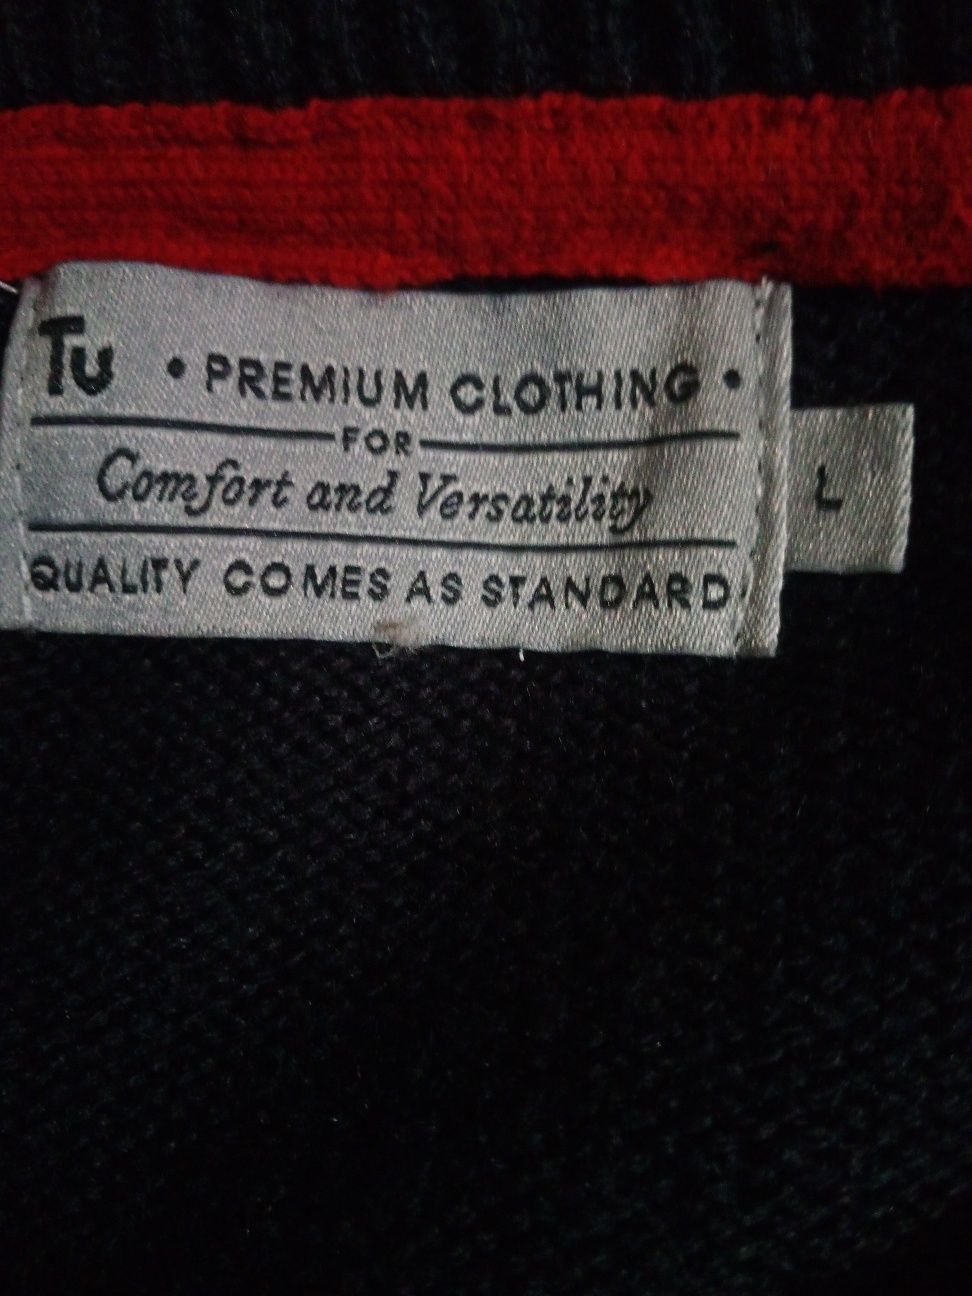 Tu • PREMIUM CLOTHING •
FOR
Comfort and Versatility
QUALITY COMES AS STANDARD
L